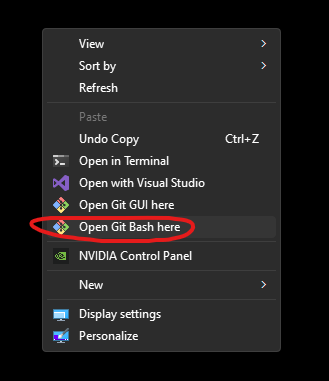 View
Sort by
Refresh
Paste
Undo Copy Ctrl+Z
Open in Terminal
Open with Visual Studio
Open Git GUI here
Open Git Bash here
NVIDIA Control Panel
New
Display settings
Personalize